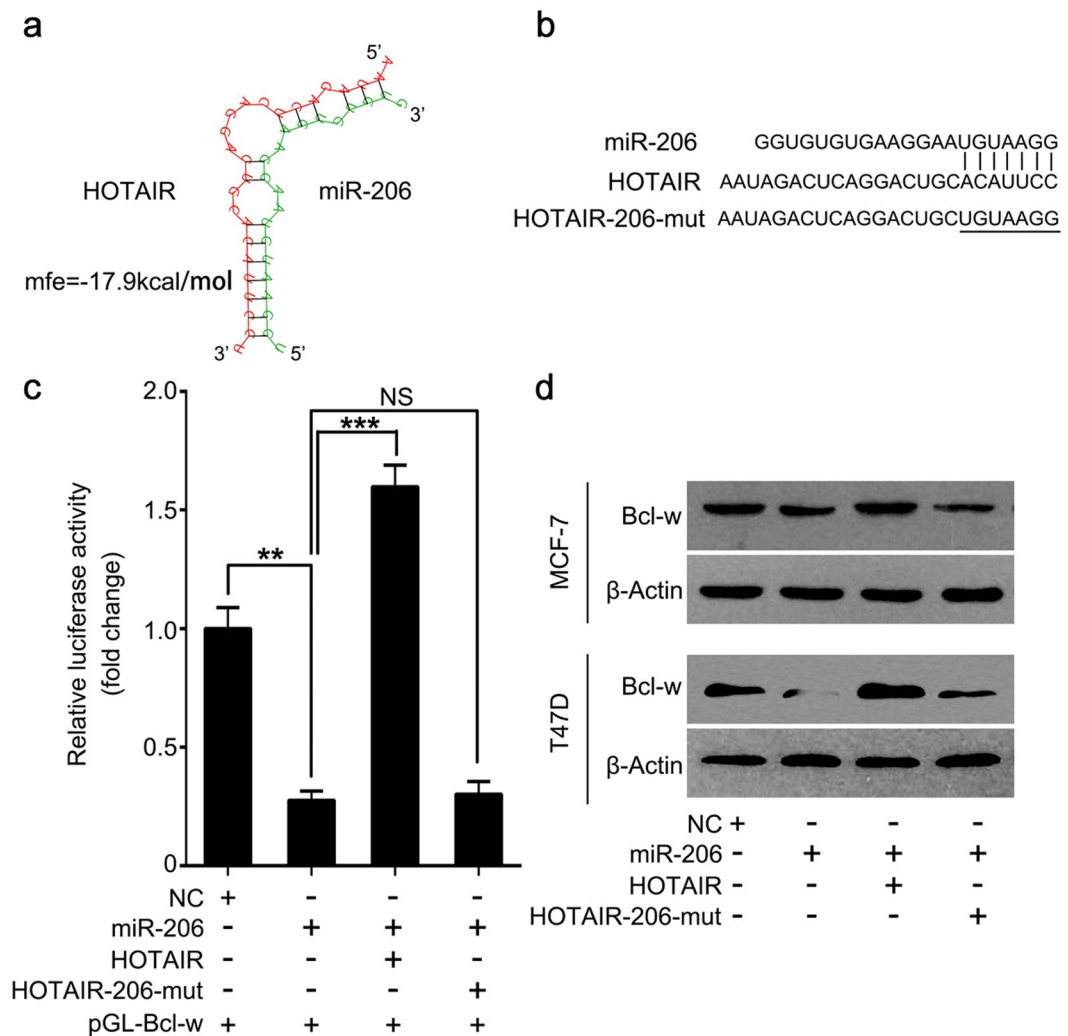 a
5’
3’
HOTAIR
miR-206
mfe=-17.9kcal/mol
3’
5’
b
miR-206 GGUGUGUGAAGGAAUGUAAGG
HOTAIR AAUAGACUCAGGACUGCACAUUCC
HOTAIR-206-mut AAUAGACUCAGGACUGCUGUAAGG
c
Relative luciferase activity
(fold change)
2.0
1.5
1.0
0.5
0
**
***
NS
NC + - - -
miR-206 - + + +
HOTAIR - - + -
HOTAIR-206-mut - - - +
pGL-Bcl-w + + + +
d
MCF-7
Bcl-w
β-Actin
T47D
Bcl-w
β-Actin
NC + - - -
miR-206 - + + +
HOTAIR - - + -
HOTAIR-206-mut - - - +